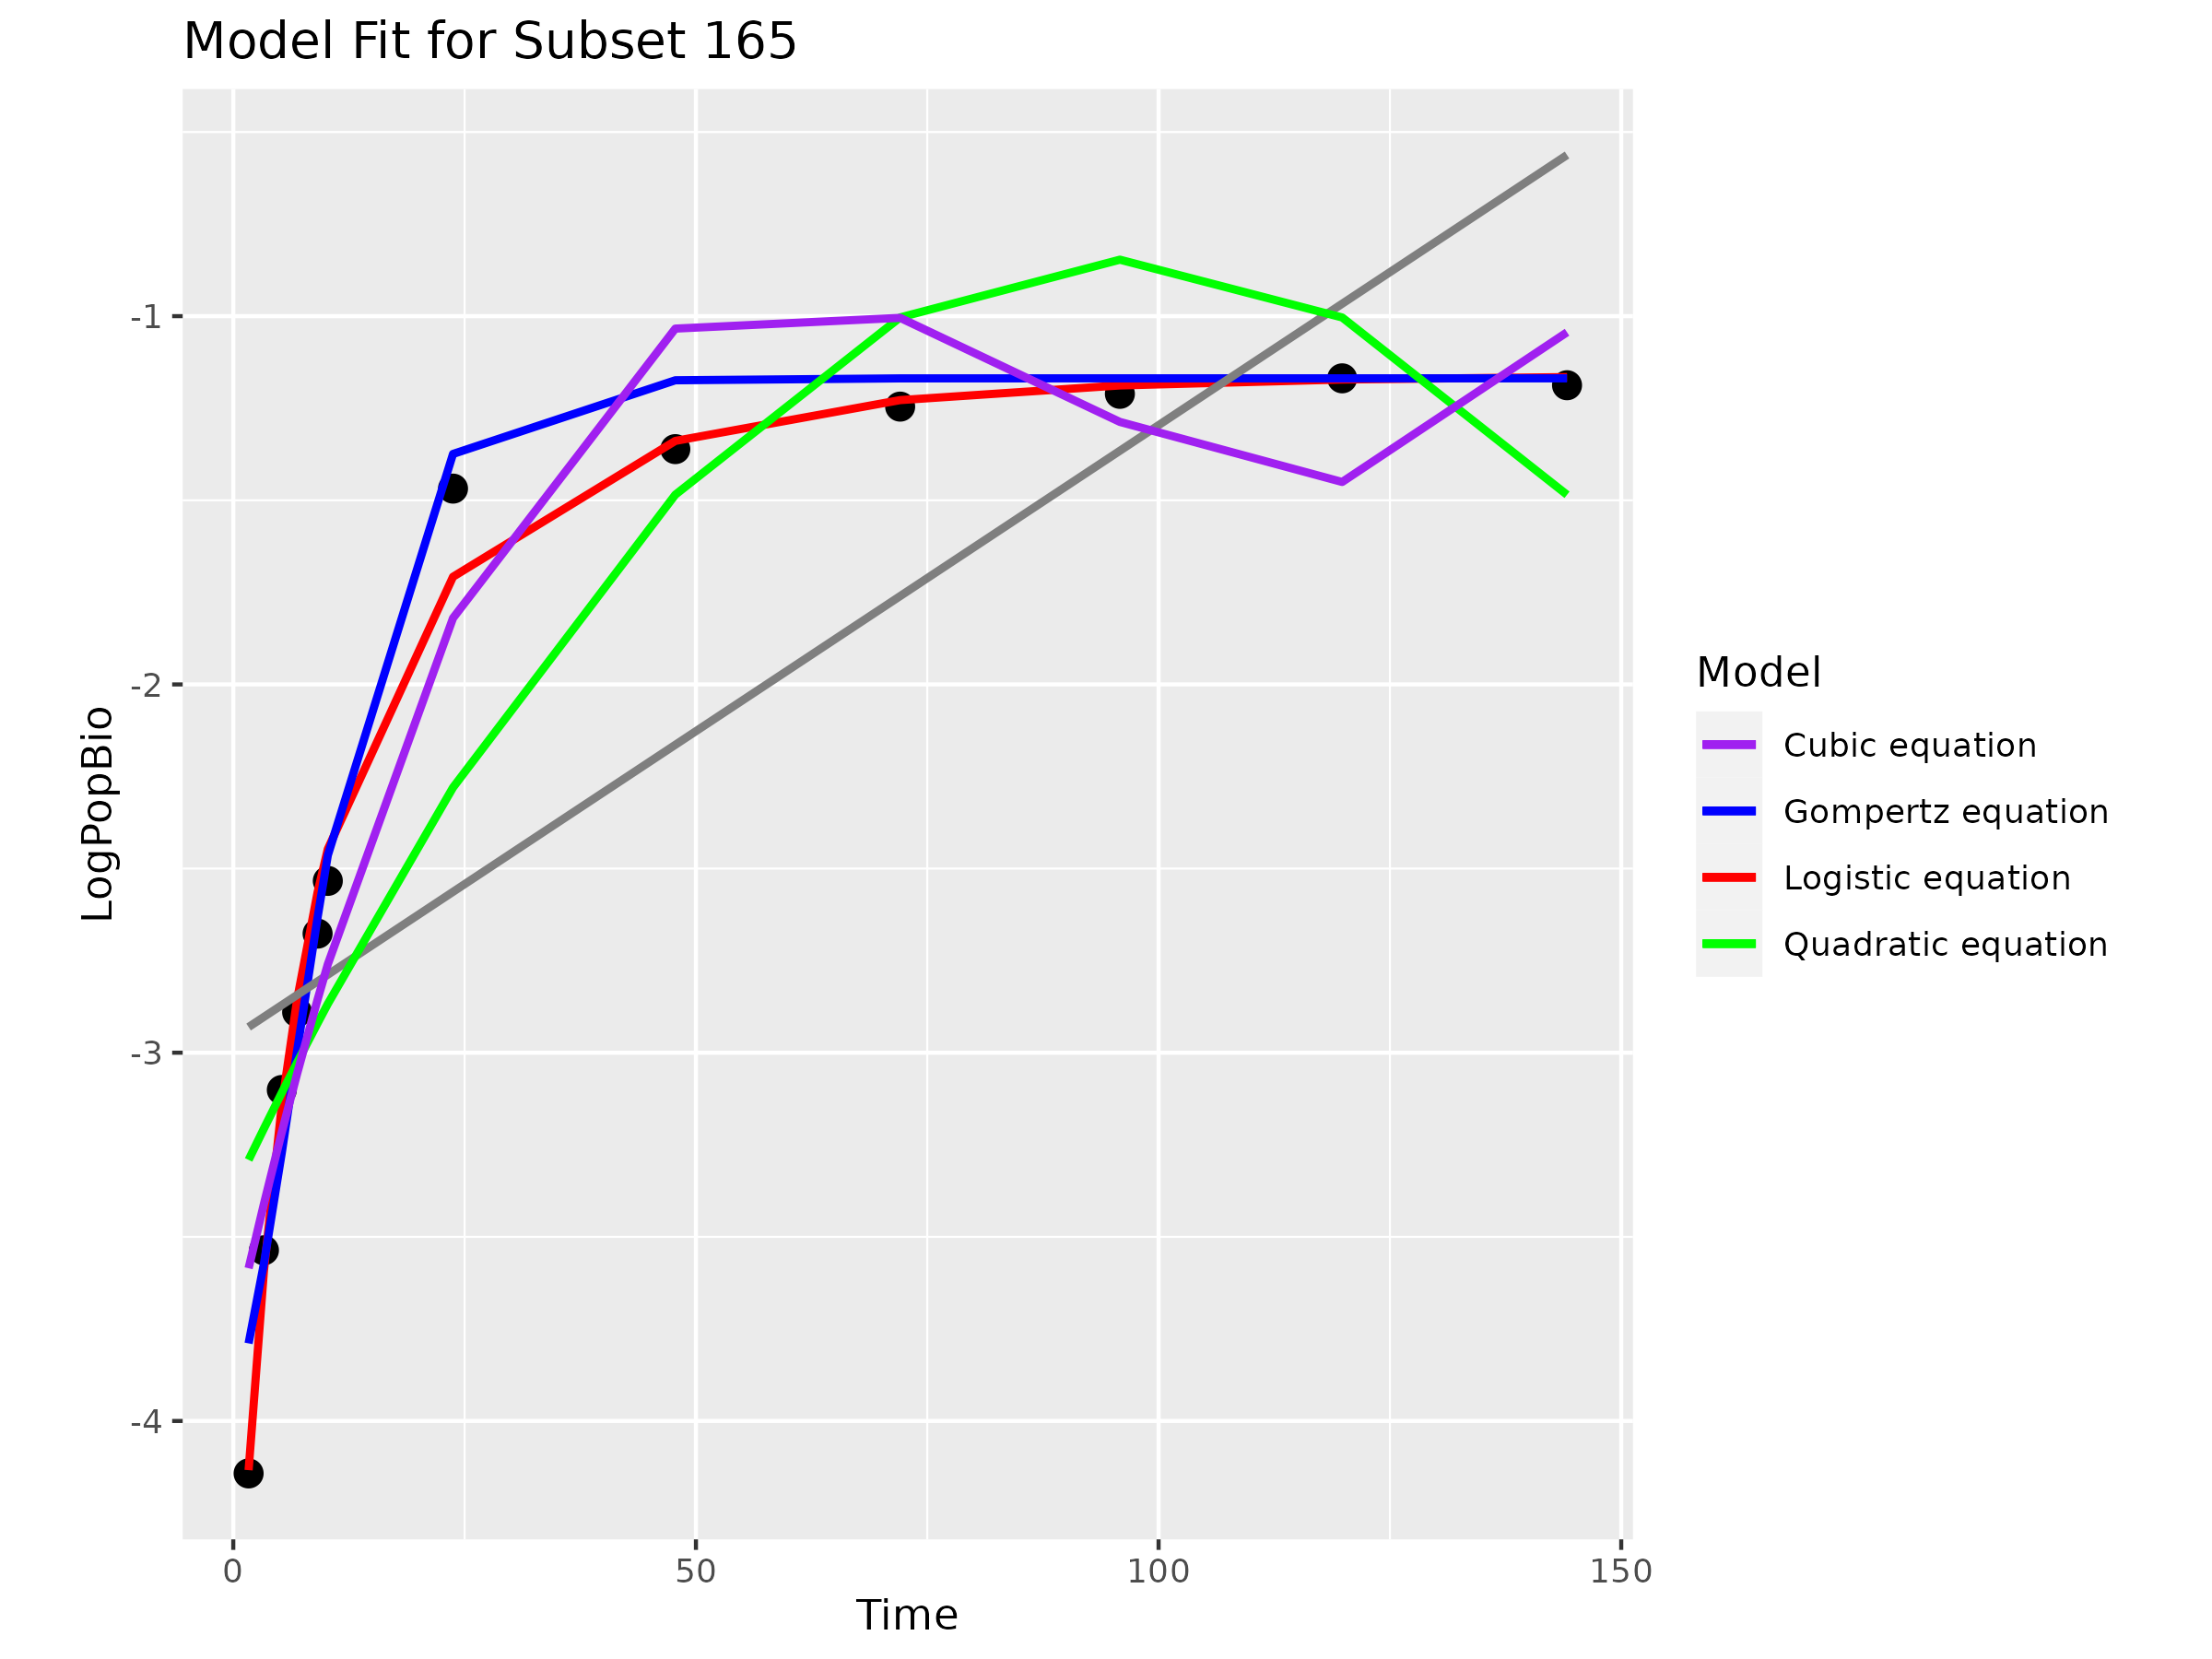 Model Fit for Subset 165
LogPopBio
-1
-2
-3
-4
0 50 100 150
Time
Model
Cubic equation
Gompertz equation
Logistic equation
Quadratic equation